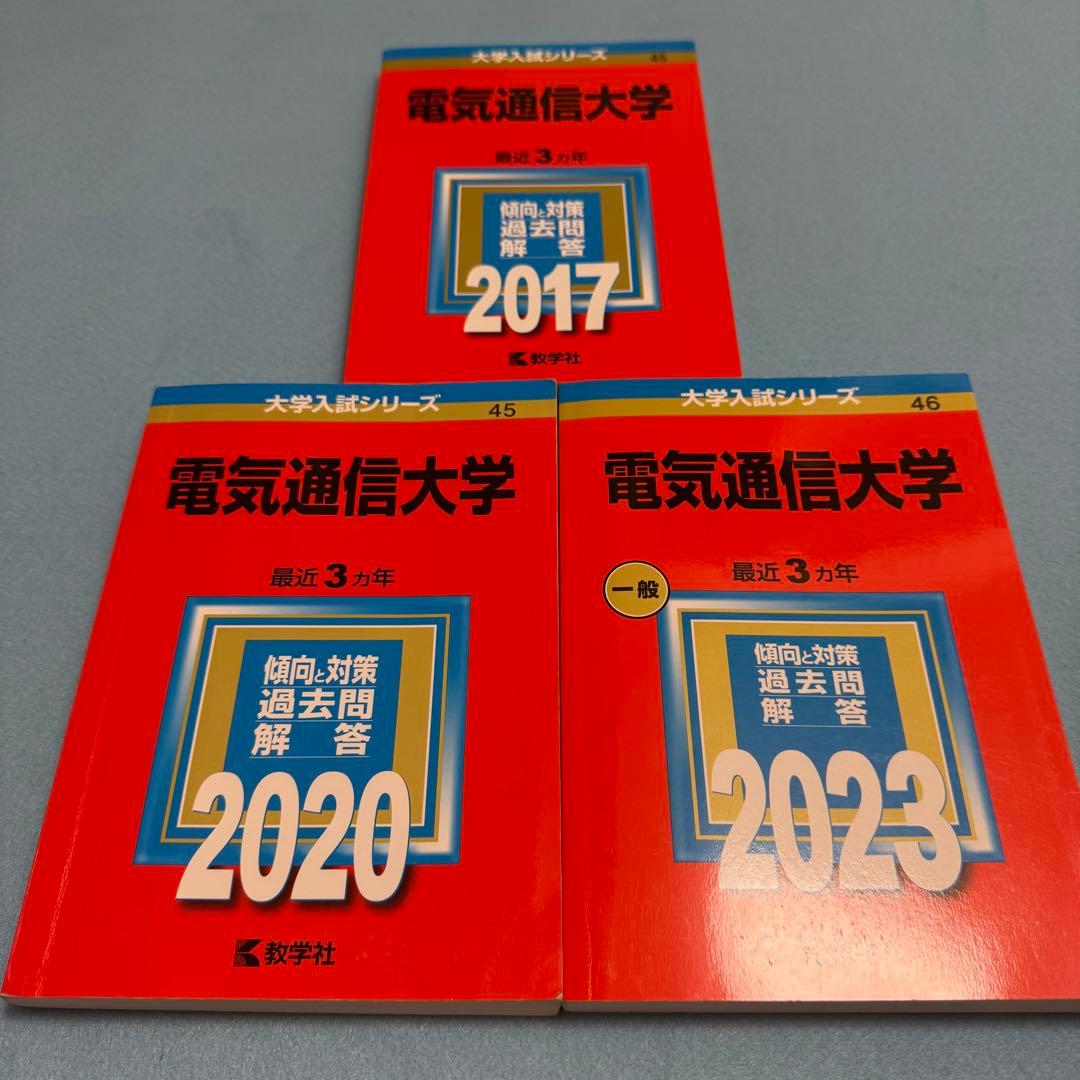 大学入試シリーズ
45
電気通信大学
最近3カ年
傾向と対策
過去問
解答
2017
教学社
大学入試シリーズ
45
電気通信大学
最近3カ年
傾向と対策
過去問
解答
2020
教学社
大学入試シリーズ
46
電気通信大学
一般
最近3カ年
傾向と対策
過去問
解答
2023